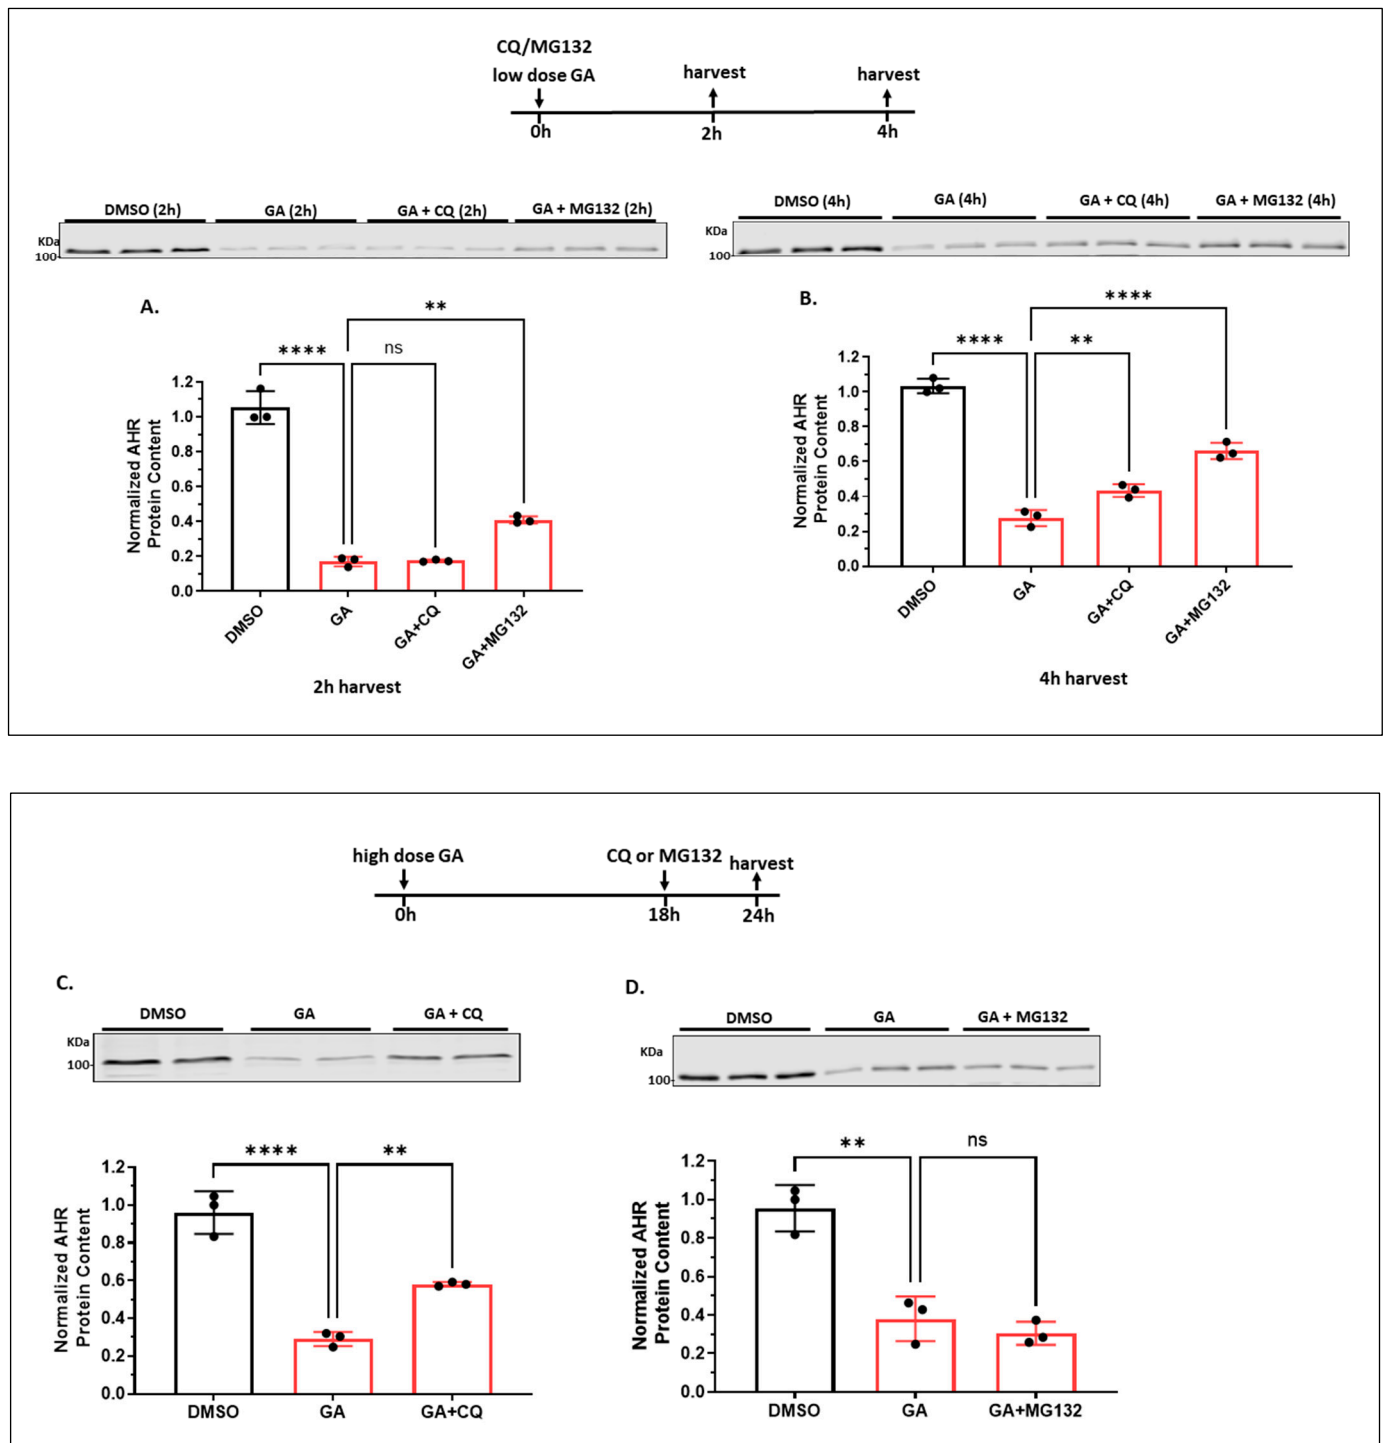 CQ/MG132
low dose GA
harvest
harvest
0h
2h
4h
DMSO (2h)
GA (2h)
GA + CQ (2h)
GA + MG132 (2h)
KDa
100
DMSO (4h)
GA (4h)
GA + CQ (4h)
GA + MG132 (4h)
KDa
100
A.
**
****
ns
Normalized AHR
Protein Content
1.2
1.0
0.8
0.6
0.4
0.2
0.0
DMSO
GA
GA+CQ
GA+MG132
2h harvest
B.
****
****
**
Normalized AHR
Protein Content
1.2
1.0
0.8
0.6
0.4
0.2
0.0
DMSO
GA
GA+CQ
GA+MG132
4h harvest
high dose GA
CQ or MG132
harvest
0h
18h
24h
C.
DMSO
GA
GA + CQ
KDa
100
****
**
Normalized AHR
Protein Content
1.2
1.0
0.8
0.6
0.4
0.2
0.0
DMSO
GA
GA+CQ
D.
DMSO
GA
GA + MG132
KDa
100
**
ns
Normalized AHR
Protein Content
1.2
1.0
0.8
0.6
0.4
0.2
0.0
DMSO
GA
GA+MG132